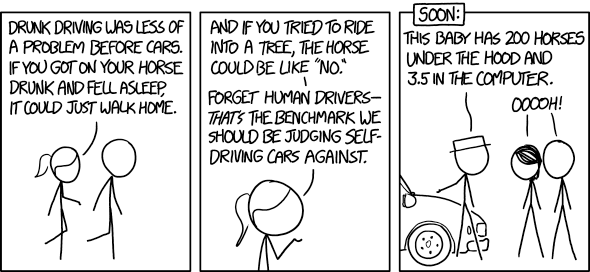 DRUNK DRIVING WAS LESS OF
A PROBLEM BEFORE CARS.
IF YOU GOT ON YOUR HORSE
DRUNK AND FELL ASLEEP,
IT COULD JUST WALK HOME.
AND IF YOU TRIED TO RIDE
INTO A TREE, THE HORSE
COULD BE LIKE "NO."
FORGET HUMAN DRIVERS—
THAT'S THE BENCHMARK WE
SHOULD BE JUDGING SELF-
DRIVING CARS AGAINST.
SOON:
THIS BABY HAS 200 HORSES
UNDER THE HOOD AND
3.5 IN THE COMPUTER.
OOOOH!